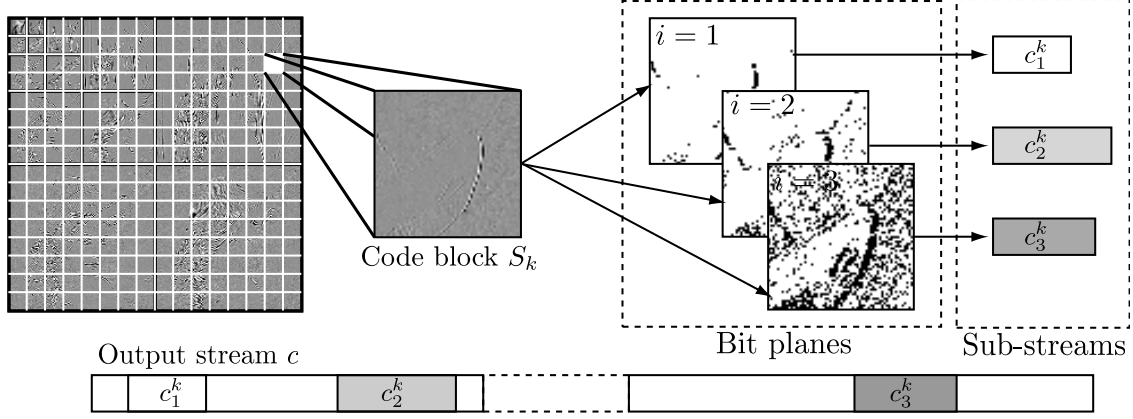 i = 1
i = 2
i = 3
c_1^k
c_2^k
c_3^k
Code block S_k
Bit planes
Sub-streams
Output stream c
c_1^k
c_2^k
c_3^k